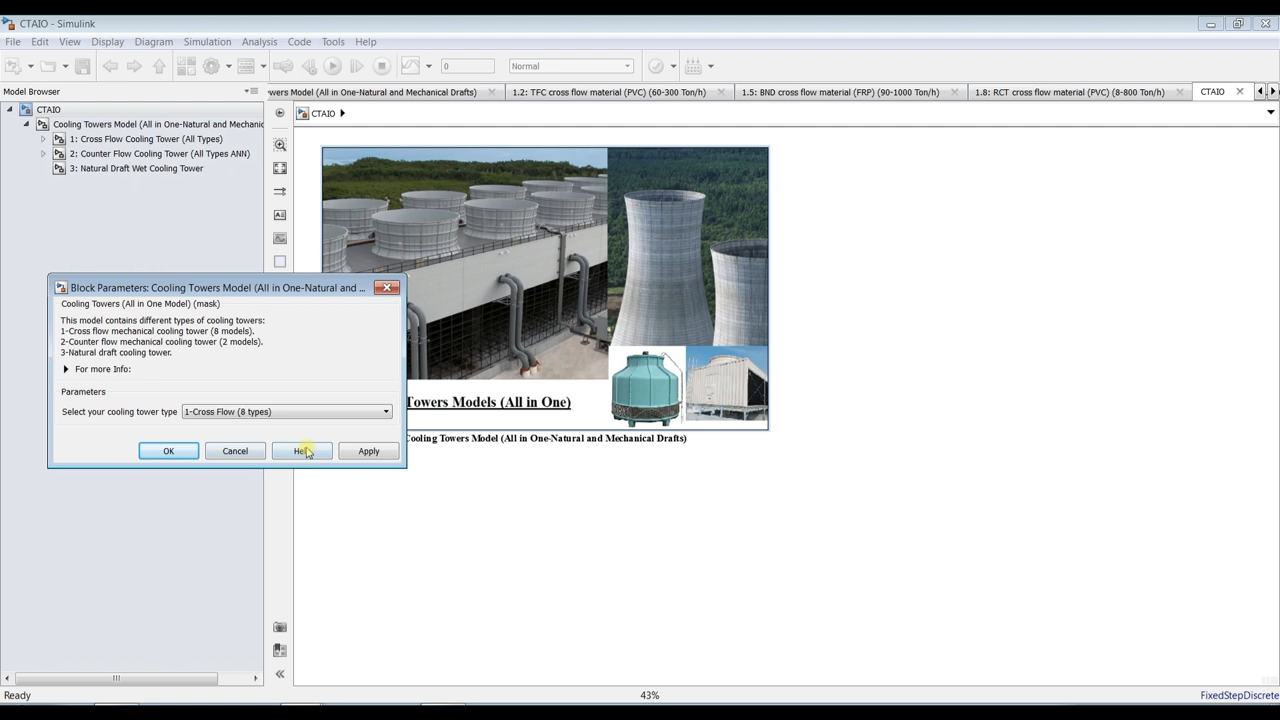 CTAIO - Simulink
File Edit View Display Diagram Simulation Analysis Code Tools Help
0
Normal
Model Browser
wers Model (All in One-Natural and Mechanical Drafts)
1.2: TFC cross flow material (PVC) (60-300 Ton/h)
1.5: BND cross flow material (FRP) (90-1000 Ton/h)
1.8: RCT cross flow material (PVC) (8-800 Ton/h)
CTAIO
CTAIO
CTAIO
Cooling Towers Model (All in One-Natural and Mechanic
1: Cross Flow Cooling Tower (All Types)
2: Counter Flow Cooling Tower (All Types ANN)
3: Natural Draft Wet Cooling Tower
Block Parameters: Cooling Towers Model (All in One-Natural and ...
Cooling Towers (All in One Model) (mask)
This model contains different types of cooling towers:
1-Cross flow mechanical cooling tower (8 models).
2-Counter flow mechanical cooling tower (2 models).
3-Natural draft cooling tower.
For more Info:
Parameters
Select your cooling tower type
1-Cross Flow (8 types)
OK Cancel Apply
Towers Models (All in One)
Cooling Towers Model (All in One-Natural and Mechanical Drafts)
Ready
43%
FixedStepDiscrete